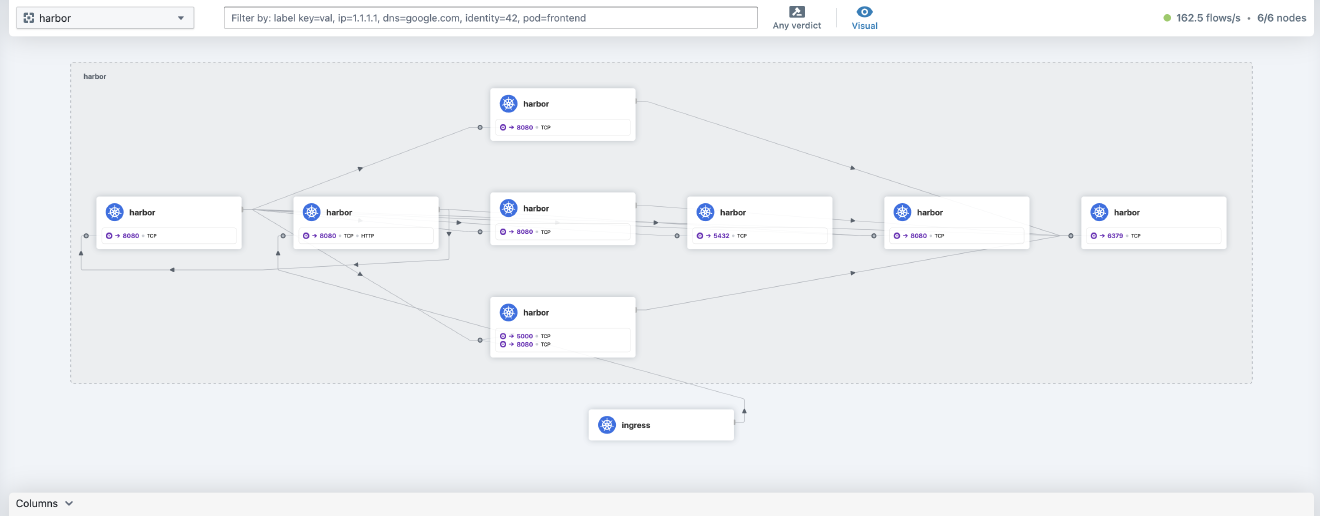 harbor
Filter by: label key=val, ip=1.1.1.1, dns=google.com, identity=42, pod=frontend
Any verdict
Visual
162.5 flows/s • 6/6 nodes
harbor
harbor
→ 8080 • TCP
harbor
→ 8080 • TCP
harbor
→ 8080 • TCP • HTTP
harbor
→ 8080 • TCP
harbor
→ 5432 • TCP
harbor
→ 8080 • TCP
harbor
→ 6379 • TCP
harbor
→ 5000 • TCP
→ 8080 • TCP
ingress
Columns